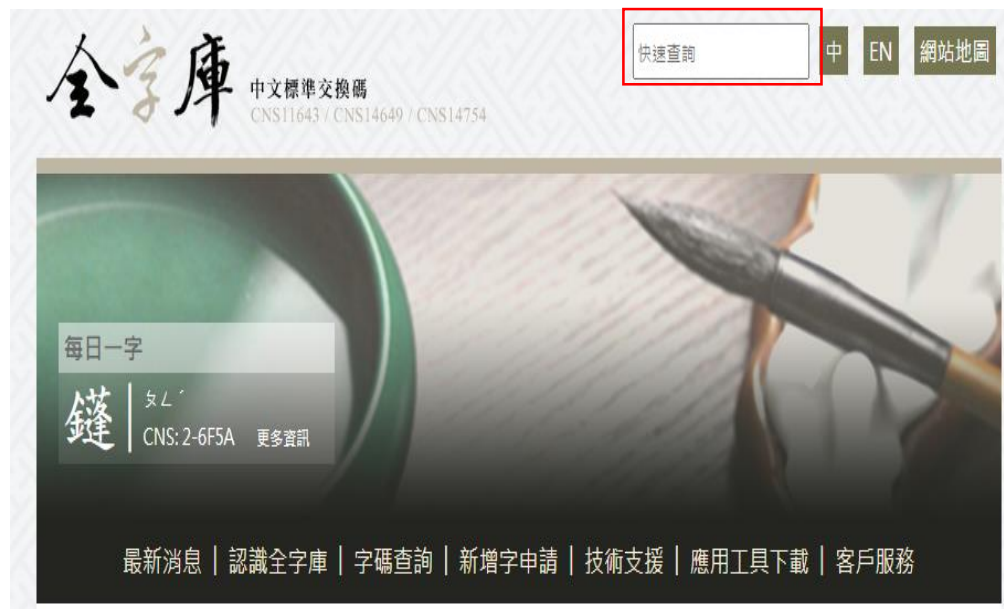 全字庫
中文標準交換碼
CNS11643 / CNS14649 / CNS14754
快速查詢
中 EN 網站地圖
每日一字
鑝
ㄆㄥˊ
CNS: 2-6F5A 更多資訊
最新消息 | 認識全字庫 | 字碼查詢 | 新增字申請 | 技術支援 | 應用工具下載 | 客戶服務